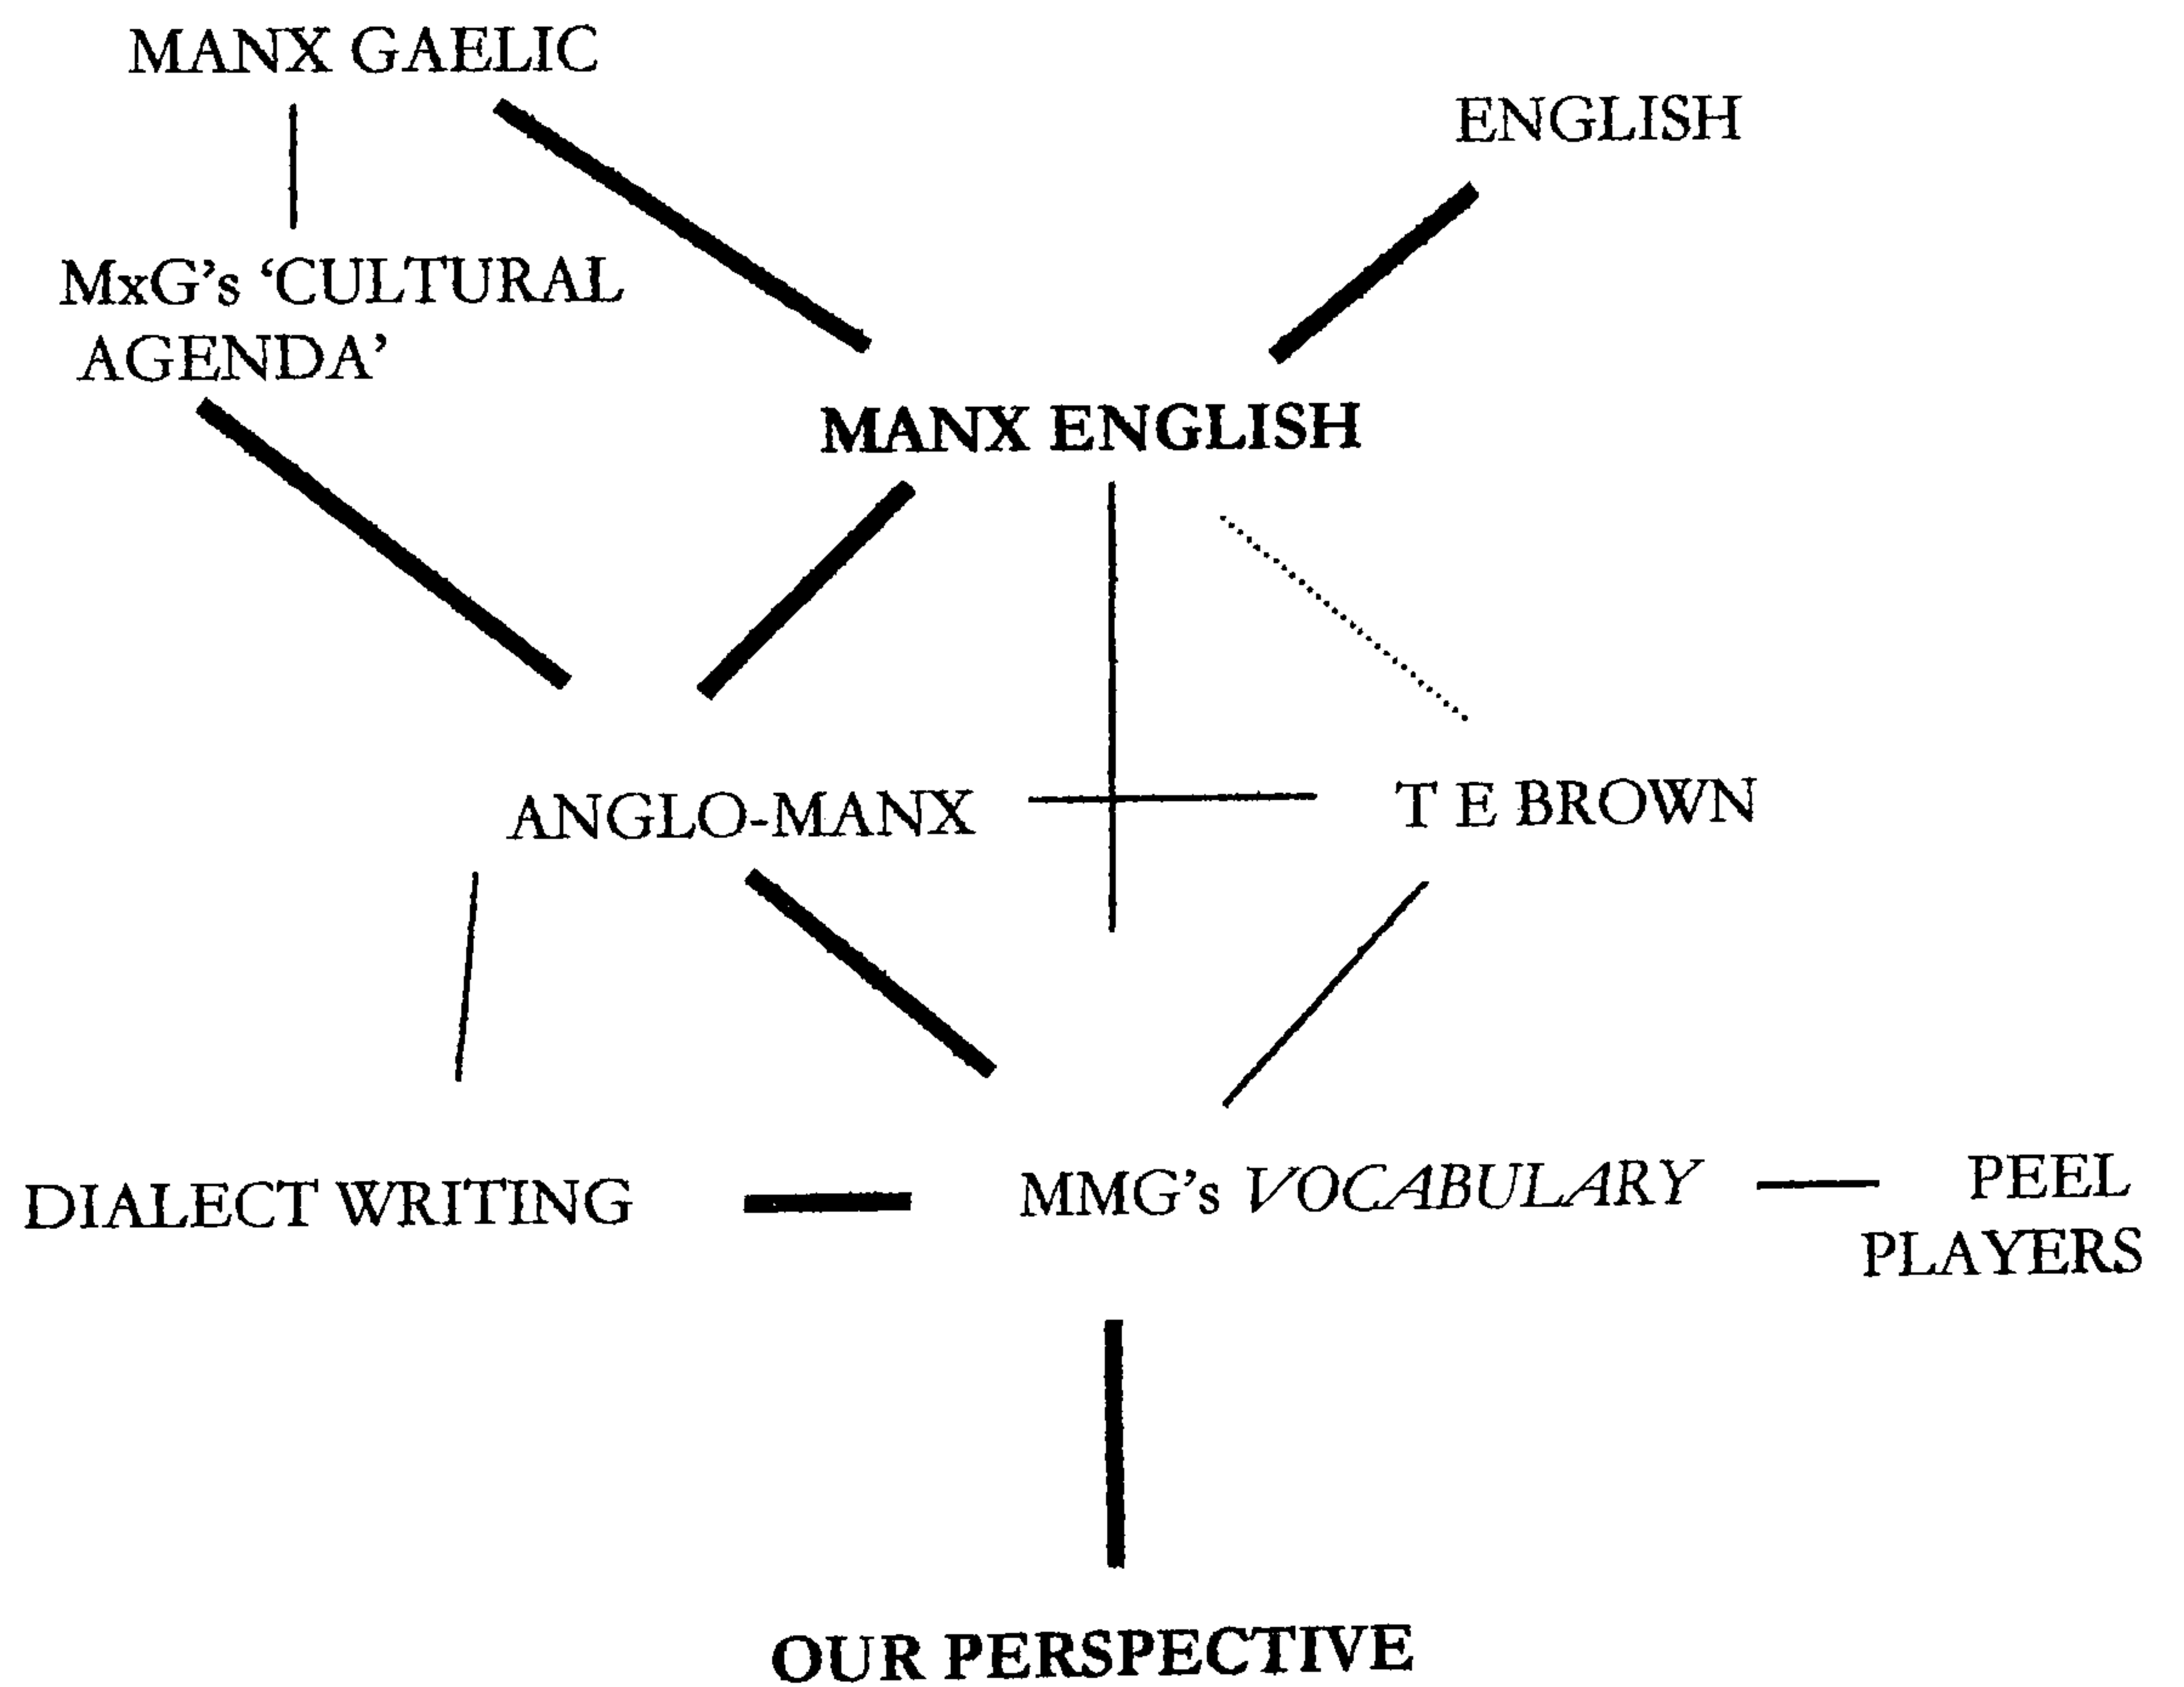 MANX GAELIC
ENGLISH
MxG's ‘CULTURAL
AGENDA’
MANX ENGLISH
ANGLO-MANX
T E BROWN
DIALECT WRITING
MMG's VOCABULARY
PEEL
PLAYERS
OUR PERSPECTIVE